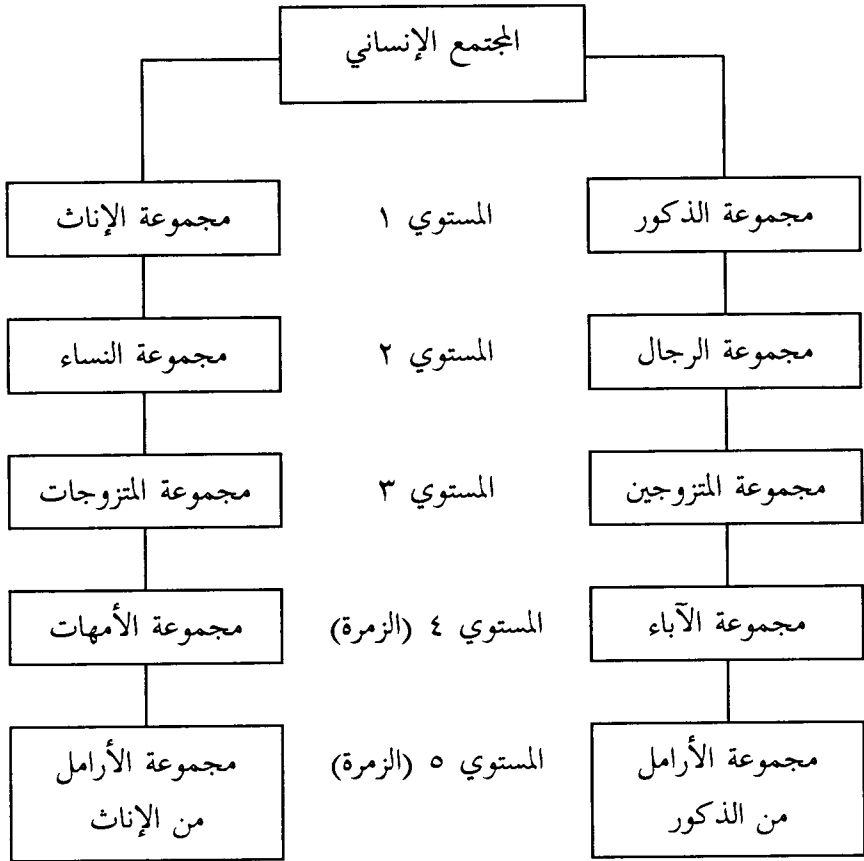 المجتمع الإنساني
مجموعة الذكور
المستوي ١
مجموعة الإناث
مجموعة الرجال
المستوي ٢
مجموعة النساء
مجموعة المتزوجين
المستوي ٣
مجموعة المتزوجات
مجموعة الآباء
المستوي ٤ (الزمرة)
مجموعة الأمهات
مجموعة الأرامل
من الذكور
المستوي ٥ (الزمرة)
مجموعة الأرامل
من الإناث